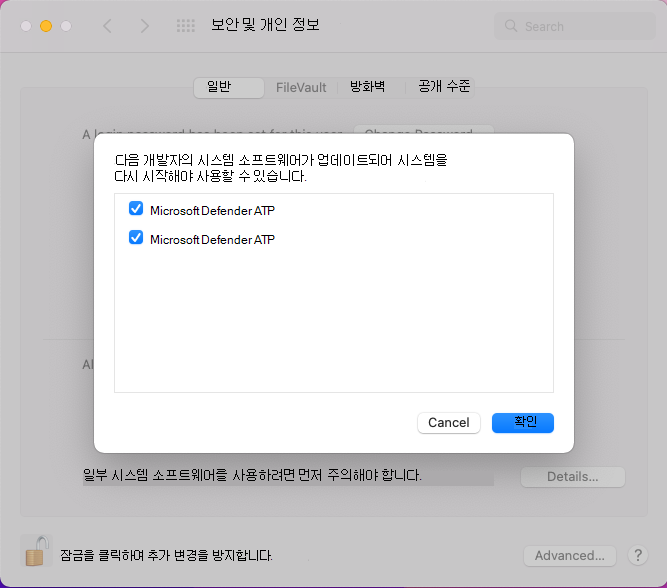 보안 및 개인 정보
Search
일반
FileVault
방화벽
공개 수준
A login password has been set for this user
Change Password
다음 개발자의 시스템 소프트웨어가 업데이트되어 시스템을
다시 시작해야 사용할 수 있습니다.
Microsoft Defender ATP
Microsoft Defender ATP
Al
Cancel
확인
일부 시스템 소프트웨어를 사용하려면 먼저 주의해야 합니다.
Details...
잠금을 클릭하여 추가 변경을 방지합니다.
Advanced...
?